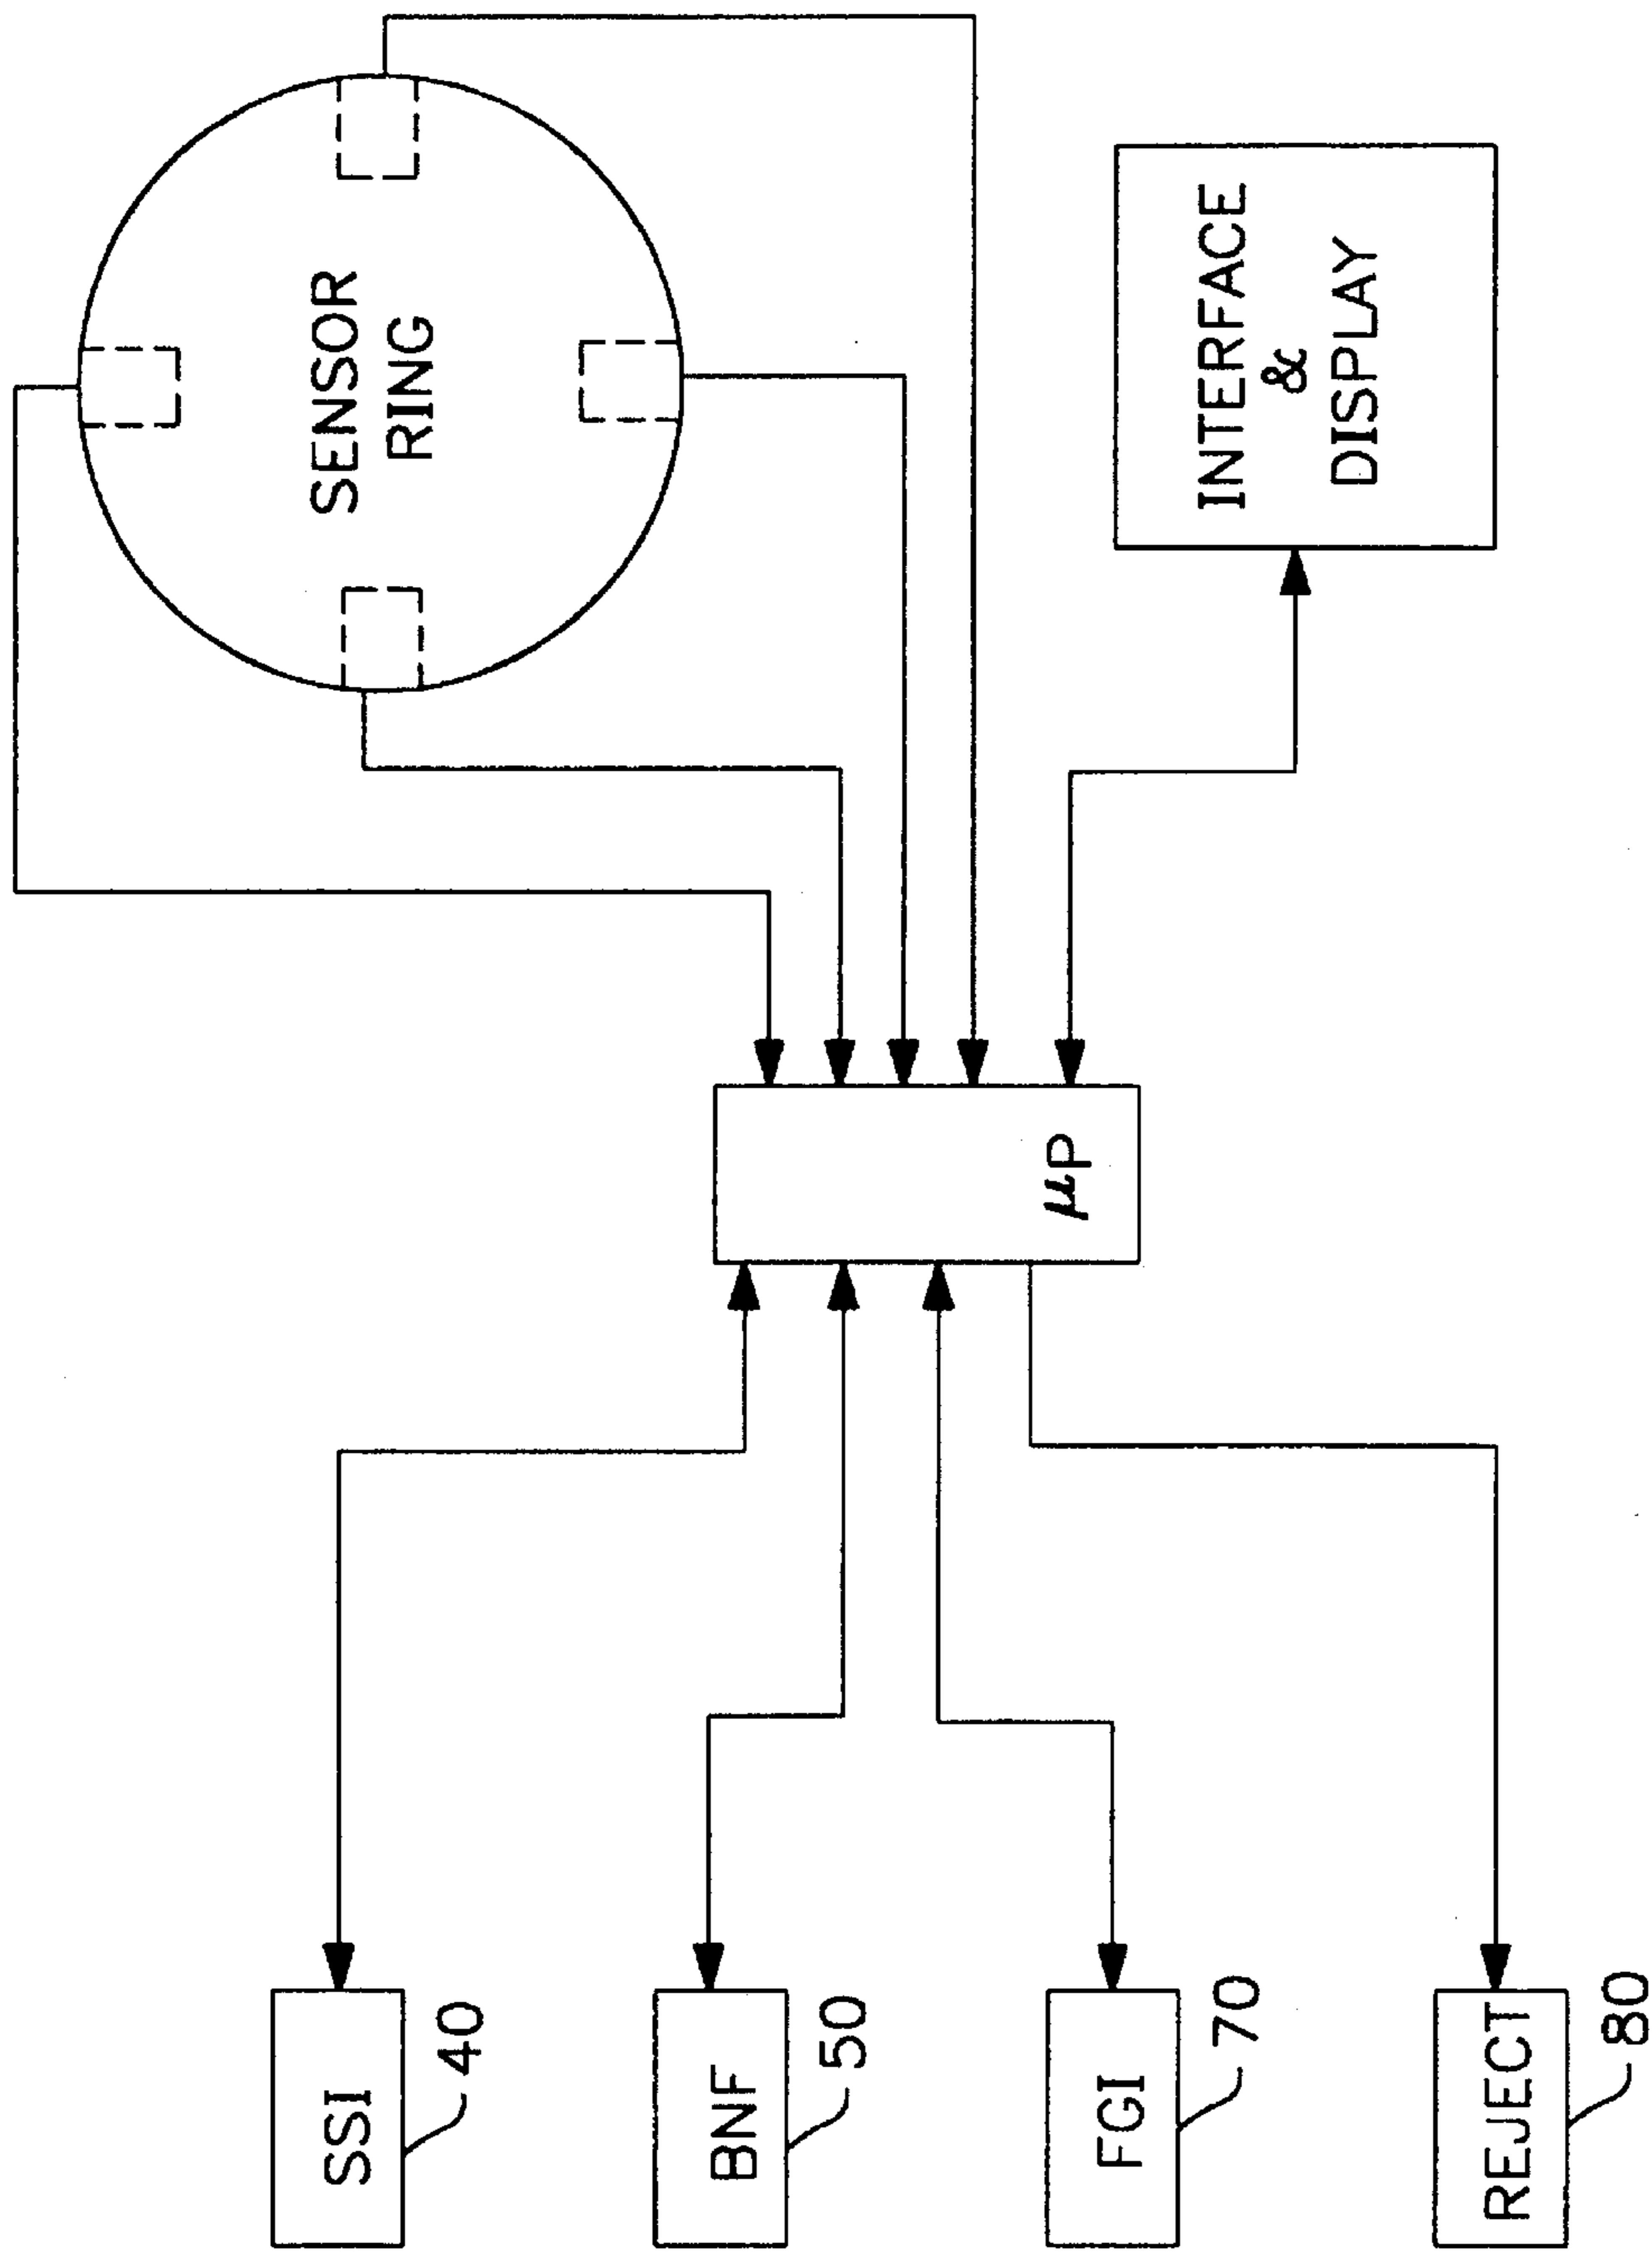 SENSOR
RING
INTERFACE
&
DISPLAY
μP
SSI
40
BNF
50
FGI
70
REJECT
80